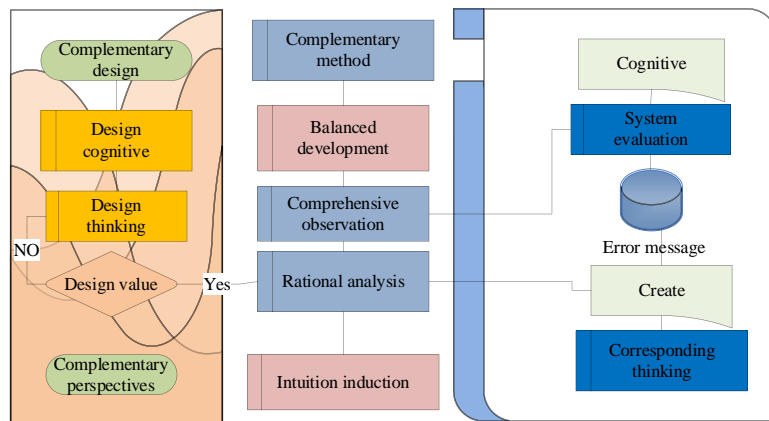 Complementary
design
Design
cognitive
Design
thinking
NO
Design value
Yes
Complementary
perspectives
Complementary
method
Balanced
development
Comprehensive
observation
Rational analysis
Intuition induction
Cognitive
System
evaluation
Error message
Create
Corresponding
thinking